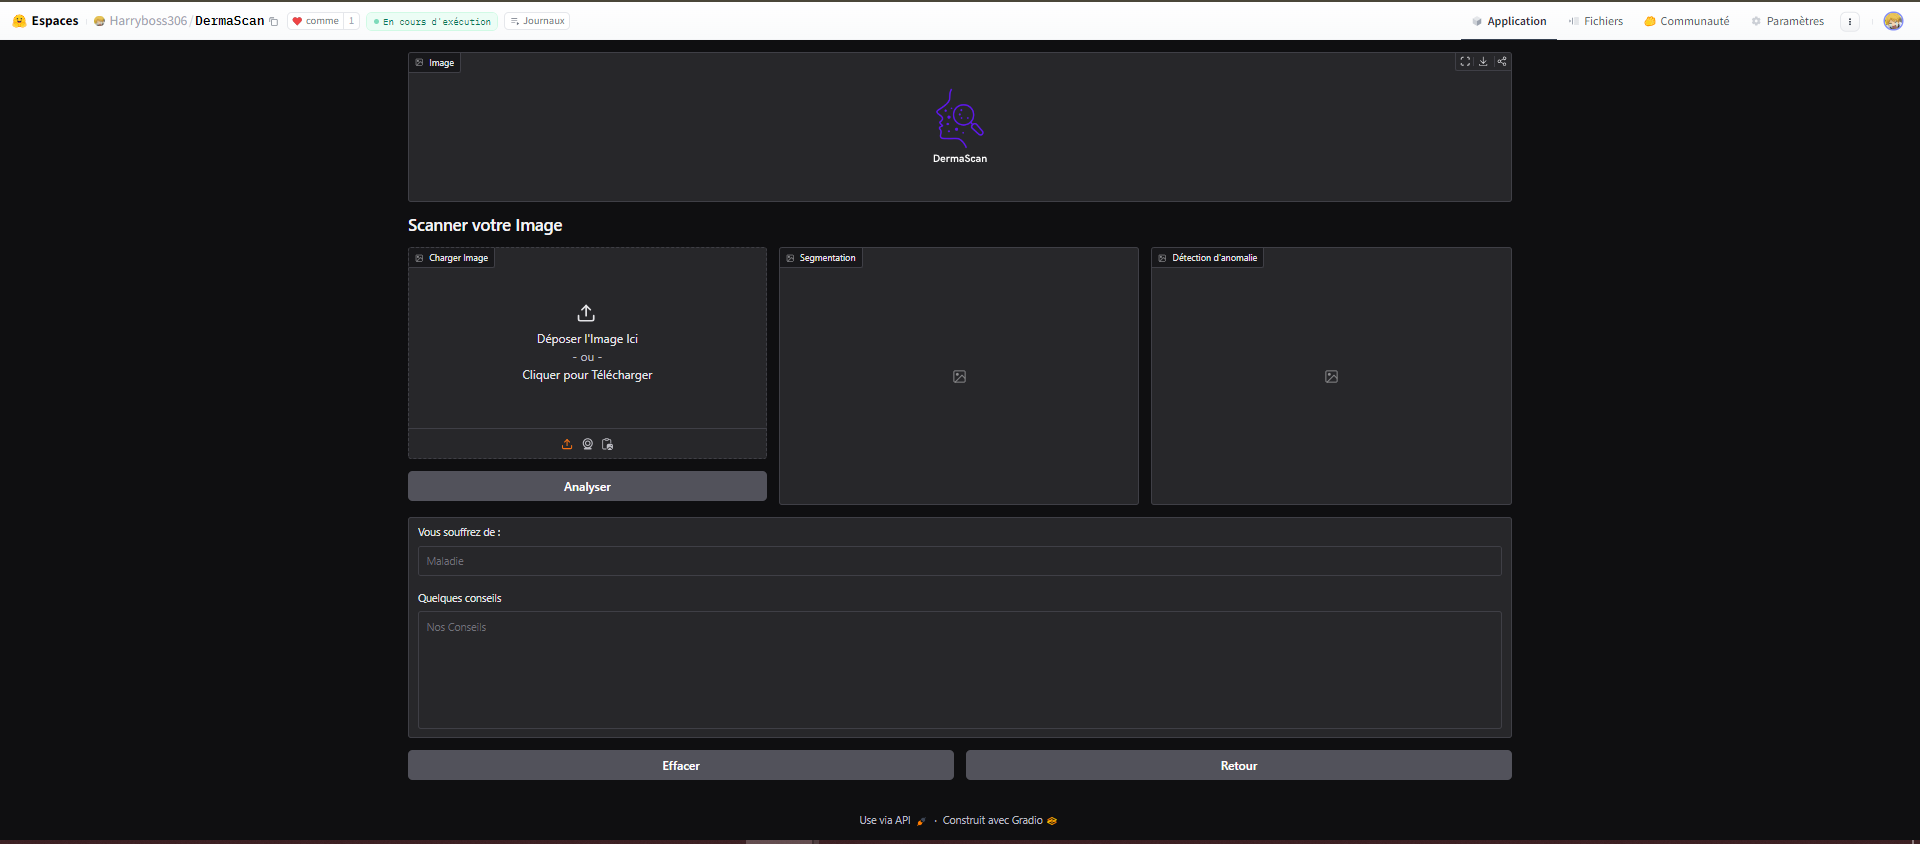 Espaces Harryboss306/DermaScan comme 1 En cours d'exécution Journaux Application Fichiers Communauté Paramètres
Image
DermaScan
Scanner votre Image
Charger Image
Déposer l'Image Ici
- ou -
Cliquer pour Télécharger
Analyser
Segmentation
Détection d'anomalie
Vous souffrez de :
Maladie
Quelques conseils
Nos Conseils
Effacer Retour
Use via API · Construit avec Gradio